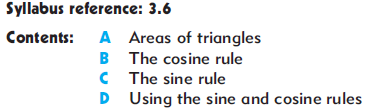 Syllabus reference: 3.6
Contents: A Areas of triangles
B The cosine rule
C The sine rule
D Using the sine and cosine rules